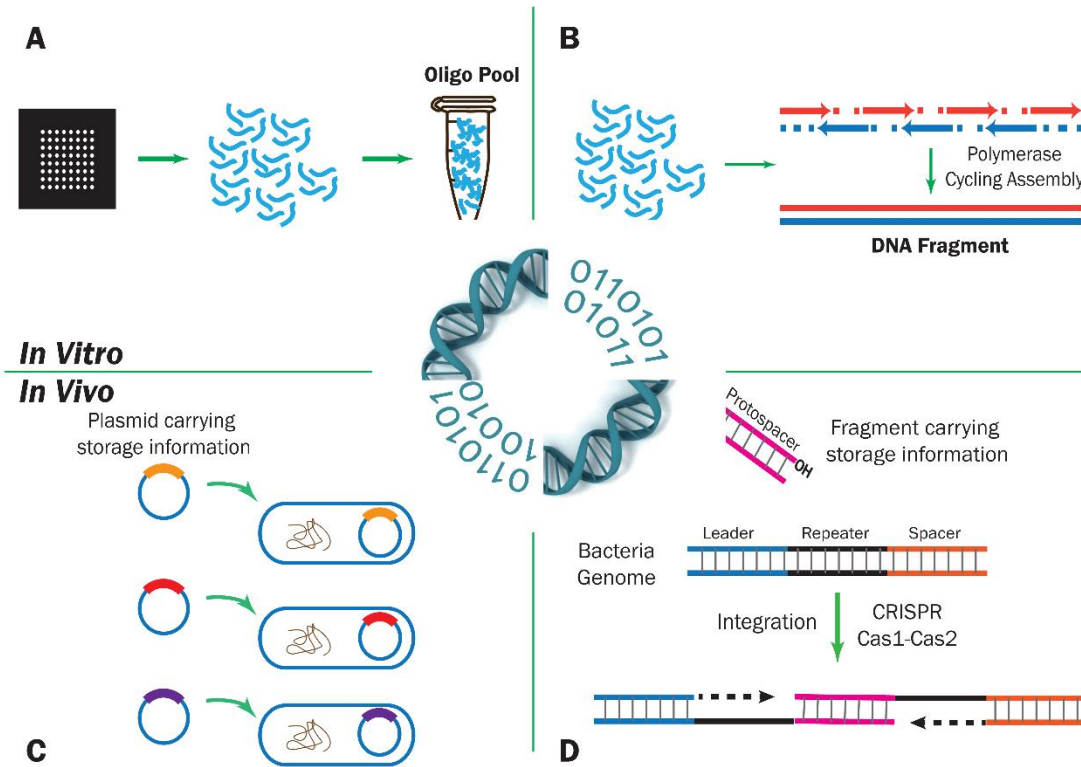 A
Oligo Pool
B
Polymerase
Cycling Assembly
DNA Fragment
0110101
01011
In Vitro
In Vivo
0110101
10010
Plasmid carrying
storage information
C
Protospacer
OH
Fragment carrying
storage information
Leader
Repeater
Spacer
Bacteria
Genome
Integration
CRISPR
Cas1-Cas2
D